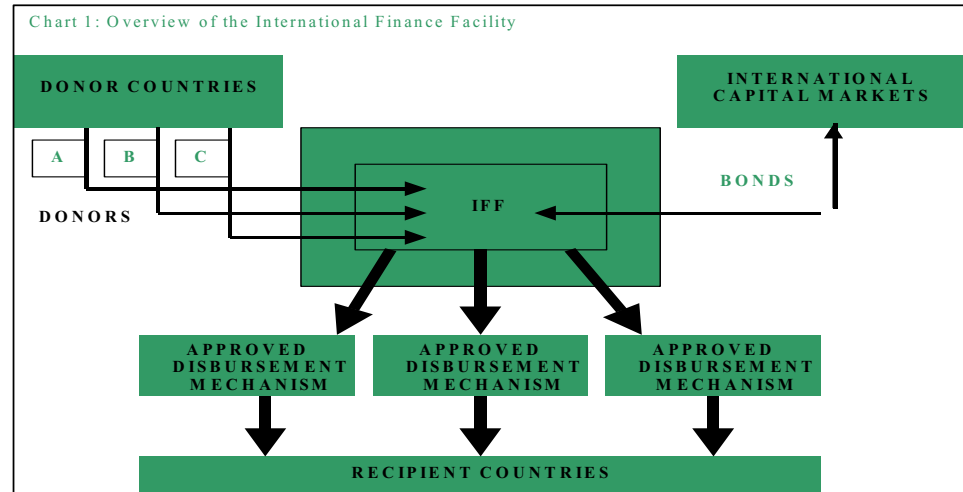 Chart 1: Overview of the International Finance Facility
DONOR COUNTRIES
INTERNATIONAL
CAPITAL MARKETS
A
B
C
DONORS
IFF
BONDS
APPROVED
DISBURSEMENT
MECHANISM
APPROVED
DISBURSEMENT
MECHANISM
APPROVED
DISBURSEMENT
MECHANISM
RECIPIENT COUNTRIES